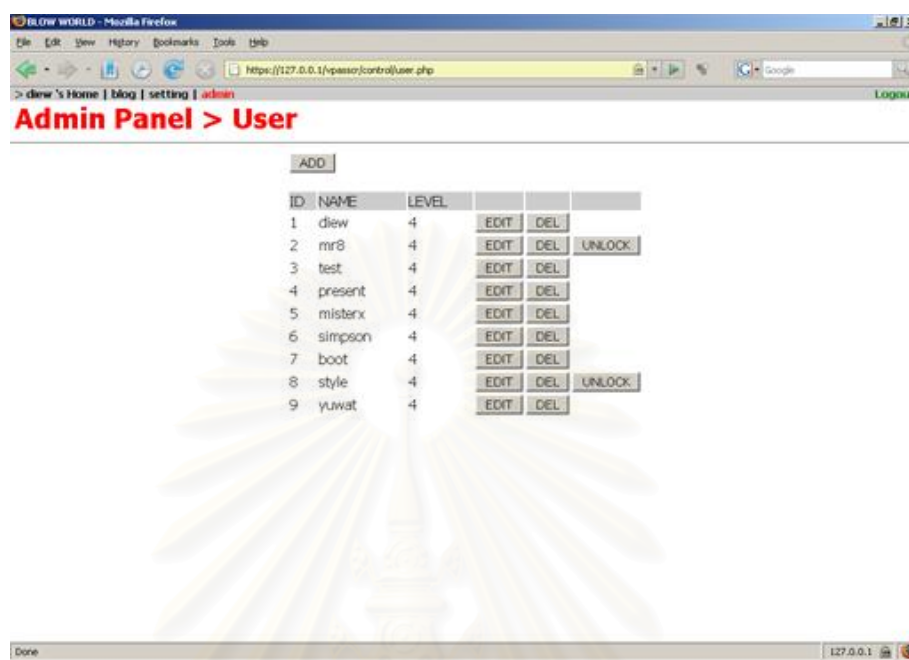 BLOW WORLD - Mozilla Firefox
File Edit View History Bookmarks Tools Help
https://127.0.0.1/vpassor/control/user.php
Google
> diew 's Home | blog | setting | admin
Admin Panel > User
ADD
ID NAME LEVEL
1 diew 4 EDIT DEL
2 mr8 4 EDIT DEL UNLOCK
3 test 4 EDIT DEL
4 present 4 EDIT DEL
5 misterx 4 EDIT DEL
6 simpson 4 EDIT DEL
7 boot 4 EDIT DEL
8 style 4 EDIT DEL UNLOCK
9 yuwat 4 EDIT DEL
Done 127.0.0.1